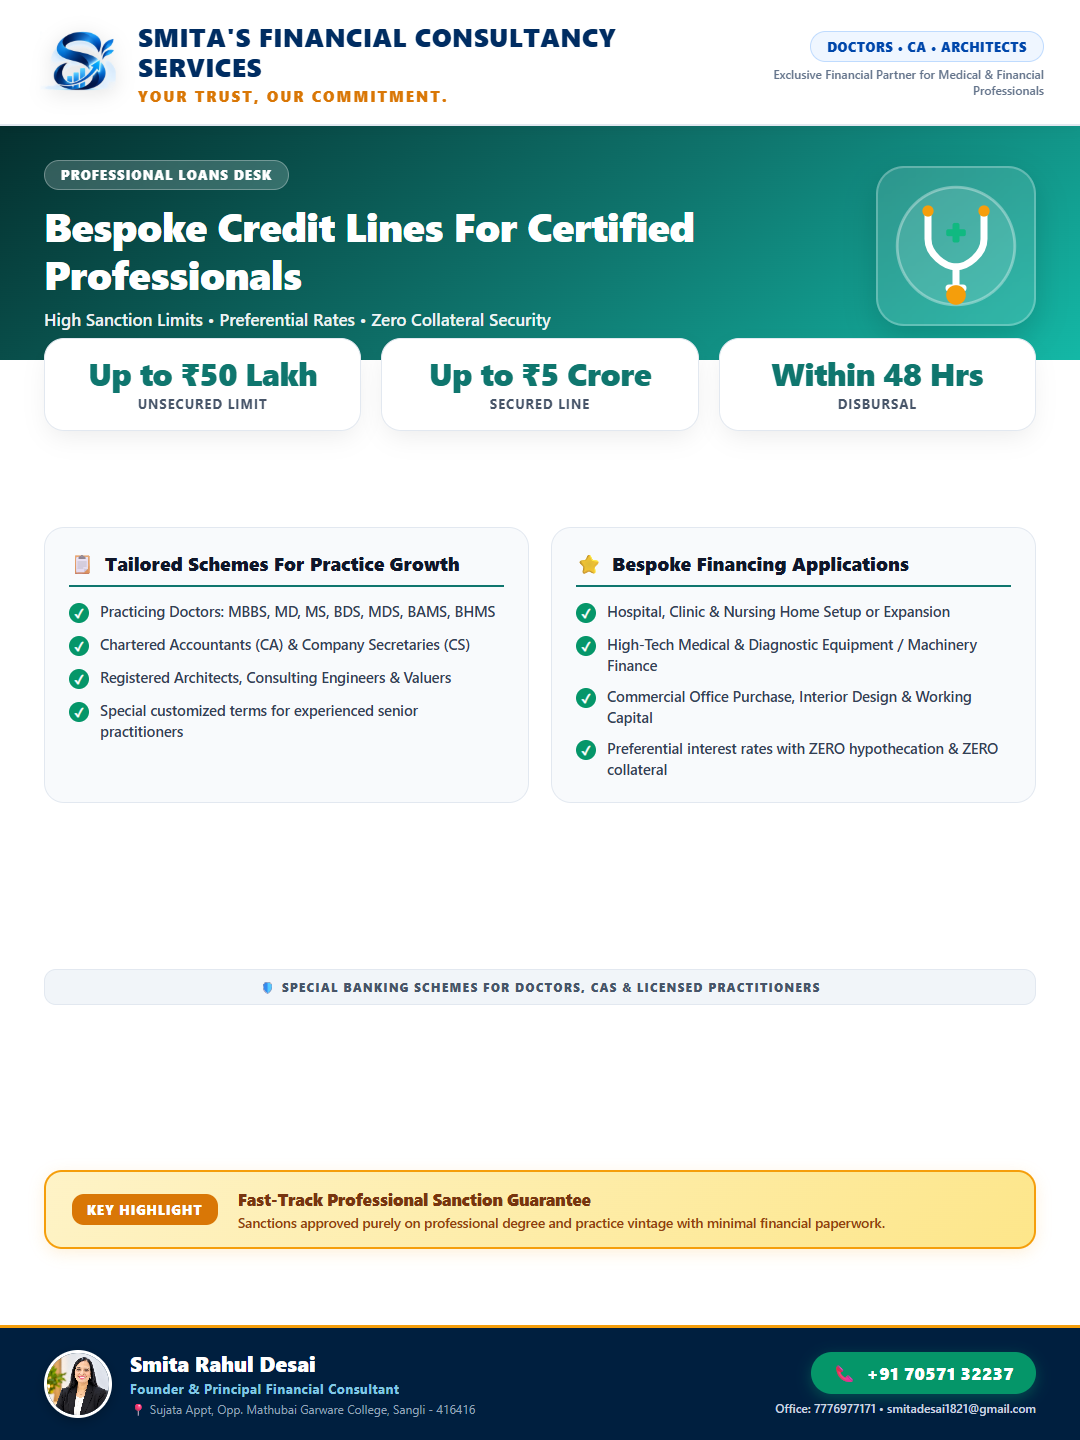 SMITA'S FINANCIAL CONSULTANCY
SERVICES
YOUR TRUST, OUR COMMITMENT.
DOCTORS • CA • ARCHITECTS
Exclusive Financial Partner for Medical & Financial
Professionals
PROFESSIONAL LOANS DESK
Bespoke Credit Lines For Certified
Professionals
High Sanction Limits • Preferential Rates • Zero Collateral Security
Up to ₹50 Lakh
UNSECURED LIMIT
Up to ₹5 Crore
SECURED LINE
Within 48 Hrs
DISBURSAL
Tailored Schemes For Practice Growth
Practicing Doctors: MBBS, MD, MS, BDS, MDS, BAMS, BHMS
Chartered Accountants (CA) & Company Secretaries (CS)
Registered Architects, Consulting Engineers & Valuers
Special customized terms for experienced senior
practitioners
Bespoke Financing Applications
Hospital, Clinic & Nursing Home Setup or Expansion
High-Tech Medical & Diagnostic Equipment / Machinery
Finance
Commercial Office Purchase, Interior Design & Working
Capital
Preferential interest rates with ZERO hypothecation & ZERO
collateral
SPECIAL BANKING SCHEMES FOR DOCTORS, CAS & LICENSED PRACTITIONERS
KEY HIGHLIGHT
Fast-Track Professional Sanction Guarantee
Sanctions approved purely on professional degree and practice vintage with minimal financial paperwork.
Smita Rahul Desai
Founder & Principal Financial Consultant
Sujata Appt, Opp. Mathubai Garware College, Sangli - 416416
+91 70571 32237
Office: 7776977171 • smitadesai1821@gmail.com